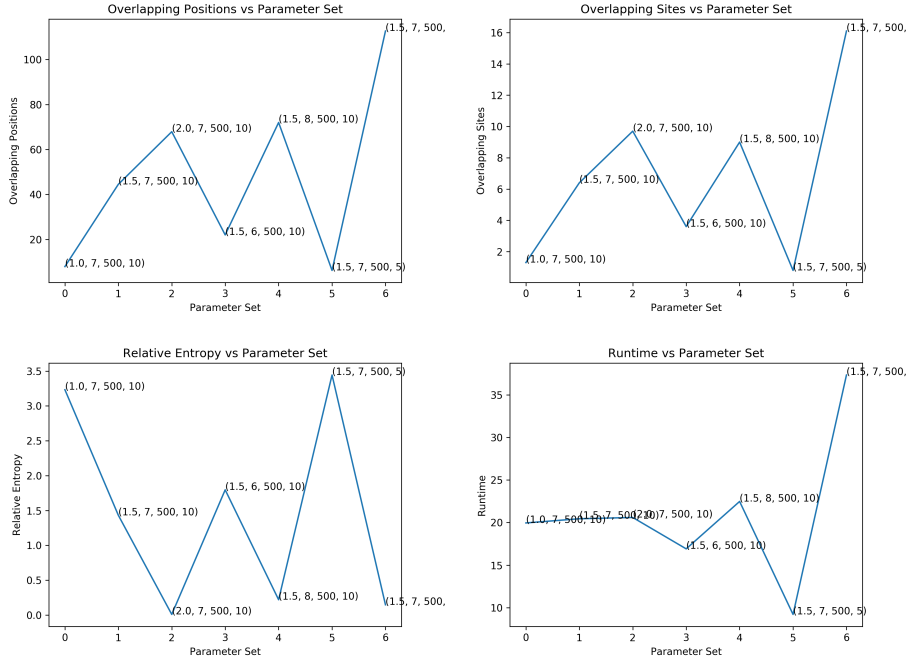 Overlapping Positions vs Parameter Set
Overlapping Positions
100
80
60
40
20
(1.5, 7, 500,
(2.0, 7, 500, 10)
(1.5, 8, 500, 10)
(1.5, 7, 500, 10)
(1.5, 6, 500, 10)
(1.0, 7, 500, 10)
(1.5, 7, 500, 5)
0 1 2 3 4 5 6
Parameter Set
Overlapping Sites vs Parameter Set
Overlapping Sites
16
14
12
10
8
6
4
2
(1.5, 7, 500,
(2.0, 7, 500, 10)
(1.5, 8, 500, 10)
(1.5, 7, 500, 10)
(1.5, 6, 500, 10)
(1.0, 7, 500, 10)
(1.5, 7, 500, 5)
0 1 2 3 4 5 6
Parameter Set
Relative Entropy vs Parameter Set
Relative Entropy
3.5
3.0
2.5
2.0
1.5
1.0
0.5
0.0
(1.5, 7, 500, 5)
(1.0, 7, 500, 10)
(1.5, 6, 500, 10)
(1.5, 7, 500, 10)
(1.5, 8, 500, 10)
(1.5, 7, 500,
(2.0, 7, 500, 10)
0 1 2 3 4 5 6
Parameter Set
Runtime vs Parameter Set
Runtime
35
30
25
20
15
10
(1.5, 7, 500,
(1.5, 8, 500, 10)
(1.0, 7, 500, 10)
(1.5, 7, 500, 10)
(2.0, 7, 500, 10)
(1.5, 6, 500, 10)
(1.5, 7, 500, 5)
0 1 2 3 4 5 6
Parameter Set